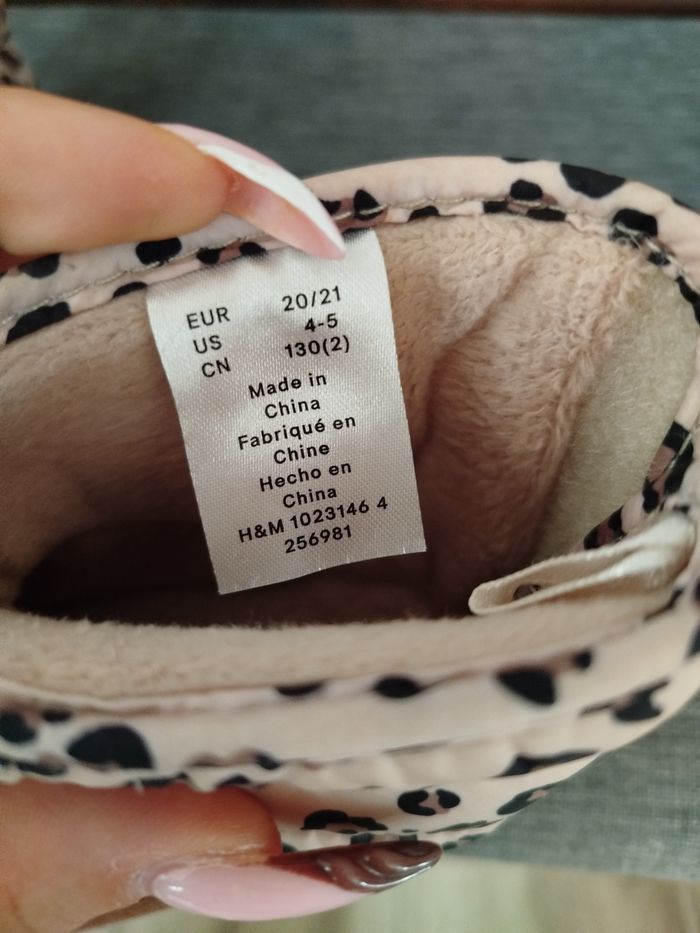 EUR 20/21
US 4-5
CN 130(2)
Made in
China
Fabriqué en
Chine
Hecho en
China
H&M 1023146 4
256981